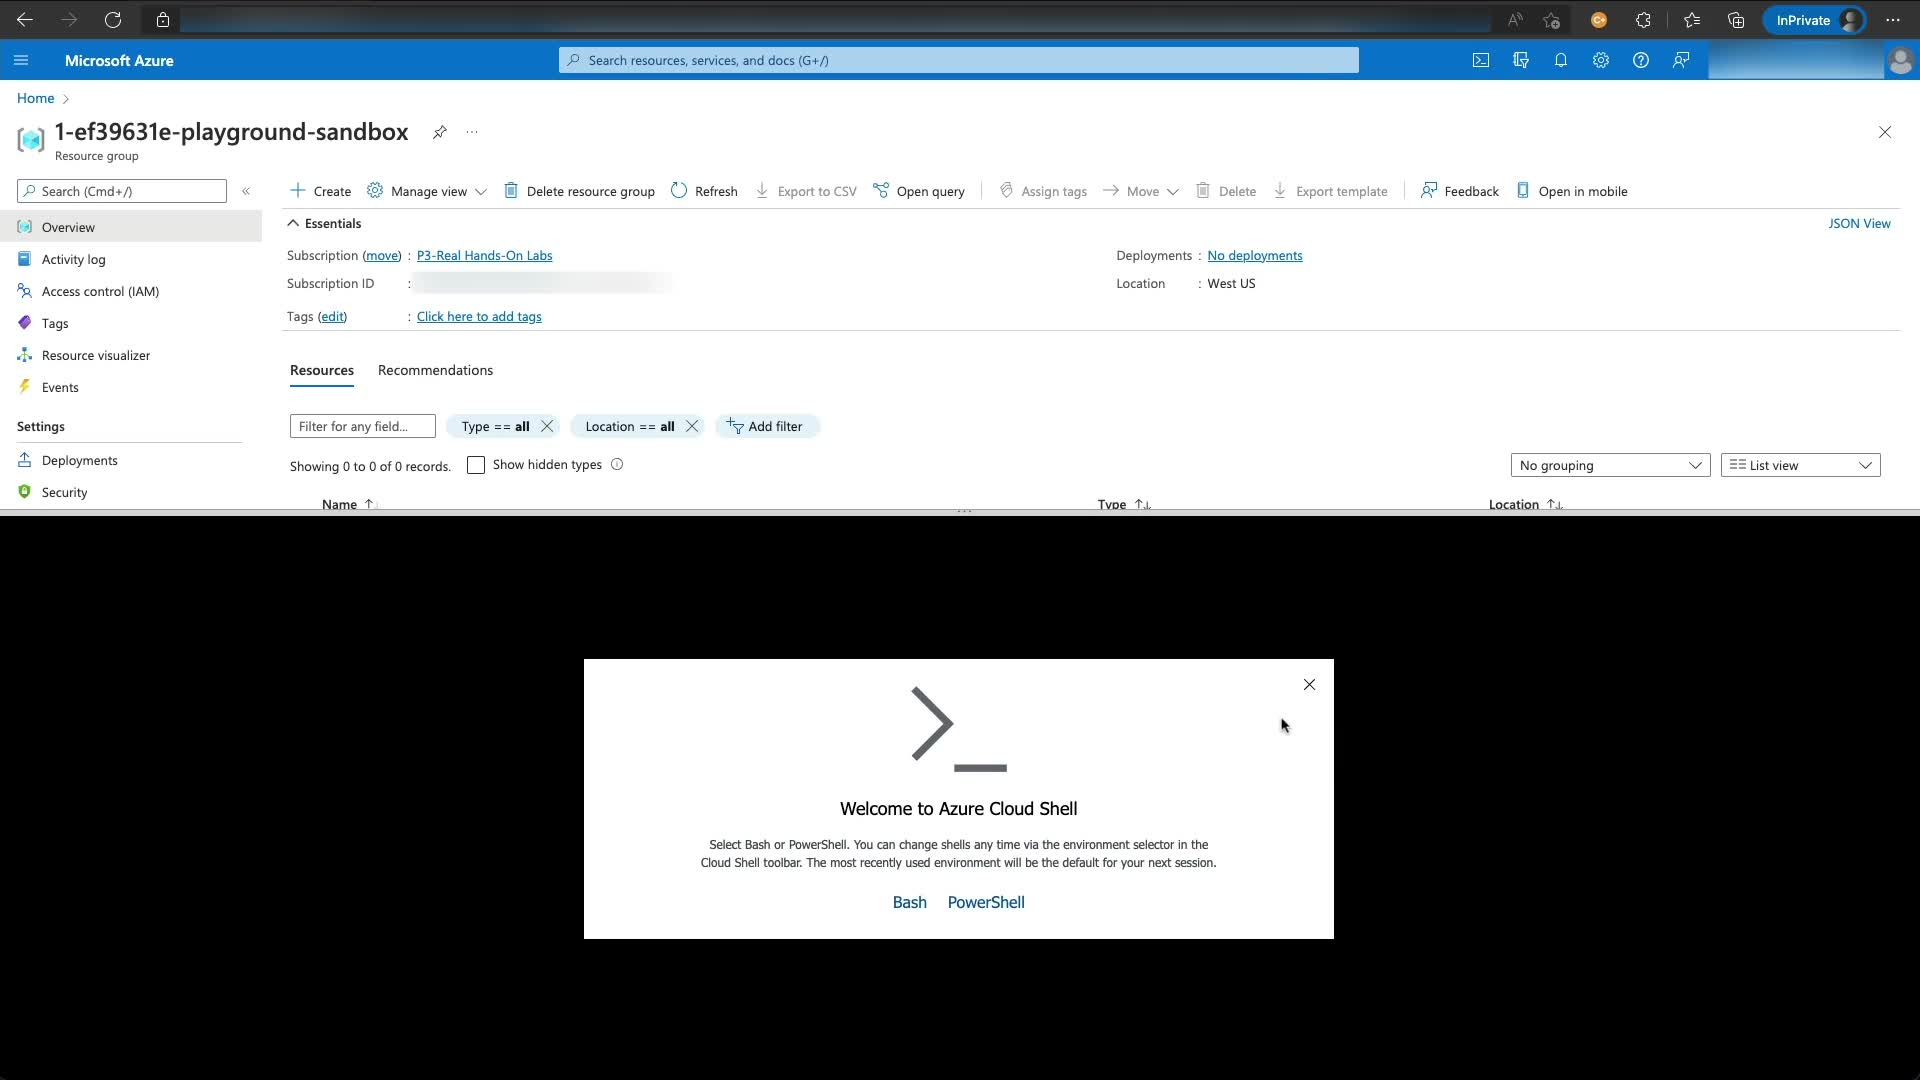 InPrivate
Microsoft Azure
Search resources, services, and docs (G+/)
Home
1-ef39631e-playground-sandbox
Resource group
Search (Cmd+/)
Create Manage view Delete resource group Refresh Export to CSV Open query Assign tags Move Delete Export template Feedback Open in mobile
Overview
Activity log
Access control (IAM)
Tags
Resource visualizer
Events
Settings
Deployments
Security
Essentials
JSON View
Subscription (move) : P3-Real Hands-On Labs
Deployments : No deployments
Subscription ID :
Location : West US
Tags (edit) : Click here to add tags
Resources Recommendations
Filter for any field...
Type == all
Location == all
Add filter
Showing 0 to 0 of 0 records.
Show hidden types
No grouping
List view
Name ↑ Type ↑↓ Location ↑↓
Welcome to Azure Cloud Shell
Select Bash or PowerShell. You can change shells any time via the environment selector in the
Cloud Shell toolbar. The most recently used environment will be the default for your next session.
Bash PowerShell